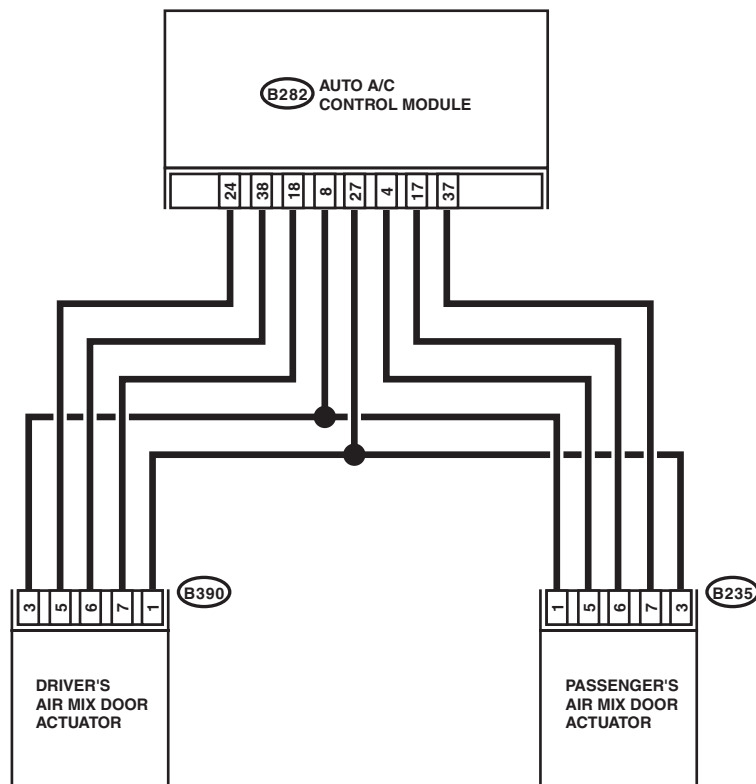 B282
AUTO A/C
CONTROL MODULE
24 38 18 8 27 4 17 37
B390
B235
3 5 6 7 1
1 5 6 7 3
DRIVER'S
AIR MIX DOOR
ACTUATOR
PASSENGER'S
AIR MIX DOOR
ACTUATOR